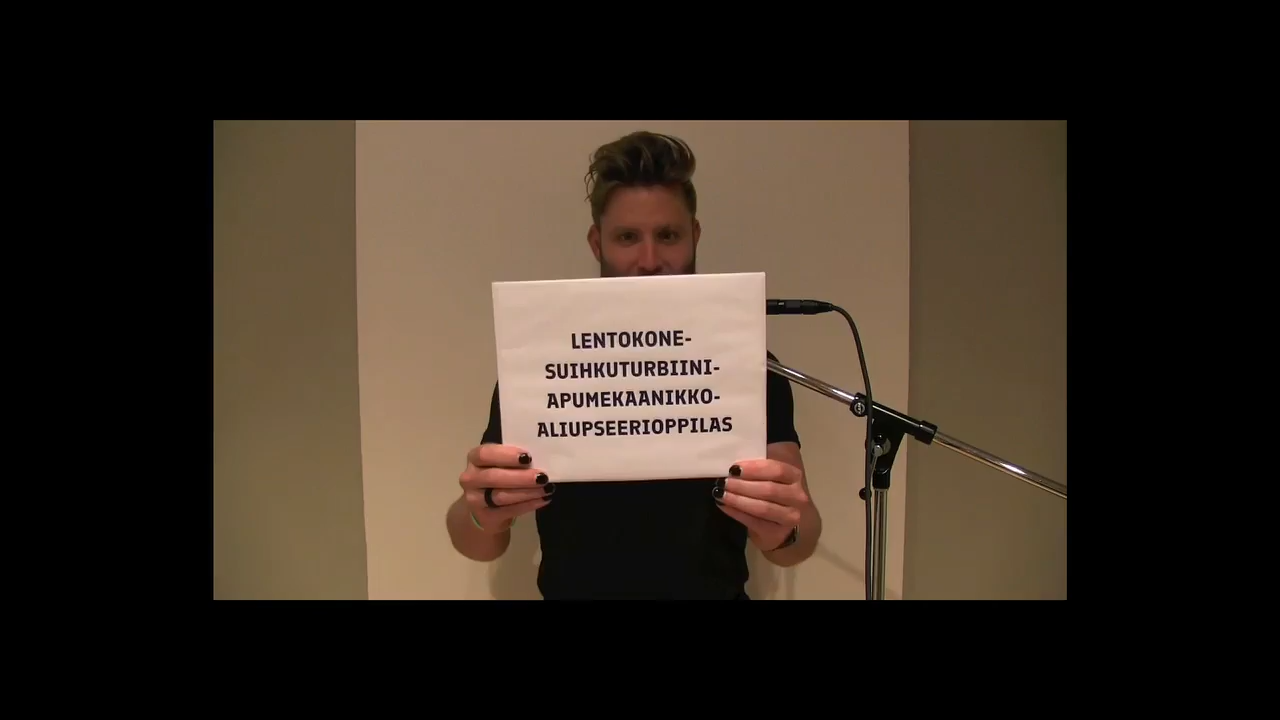 LENTOKONE-
SUIHKUTURBIINI-
APUMEKAANIKKO-
ALIUPSEERIOPPILAS